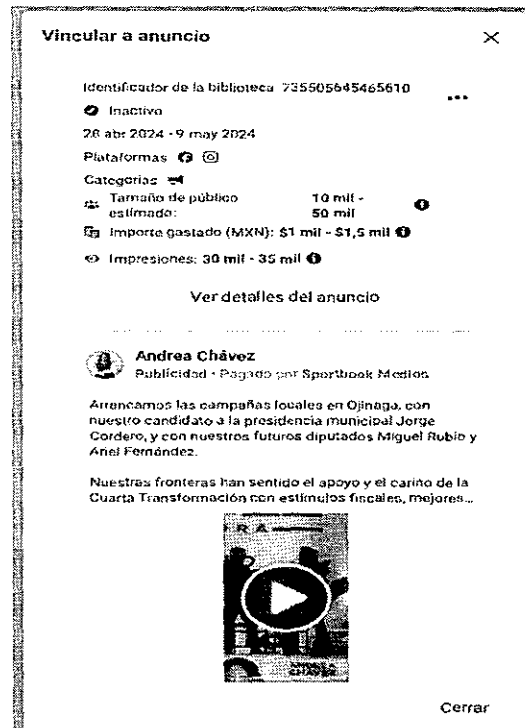 Vincular a anuncio
Identificador de la biblioteca: 735505645465610
Inactivo
28 abr 2024 - 9 may 2024
Plataformas
Categorías
Tamaño de público estimado: 10 mil - 50 mil
Importe gastado (MXN): $1 mil - $1,5 mil
Impresiones: 30 mil - 35 mil
Ver detalles del anuncio
Andrea Chávez
Publicidad • Pagado por Sportbook Medios
Arrancamos las campañas locales en Ojinaga, con
nuestro candidato a la presidencia municipal Jorge
Cordero, y con nuestros futuros diputados Miguel Rubio y
Ariel Fernández.
Nuestras fronteras han sentido el apoyo y el cariño de la
Cuarta Transformación con estímulos fiscales, mejores...
ANDREA
CHÁVEZ
Cerrar